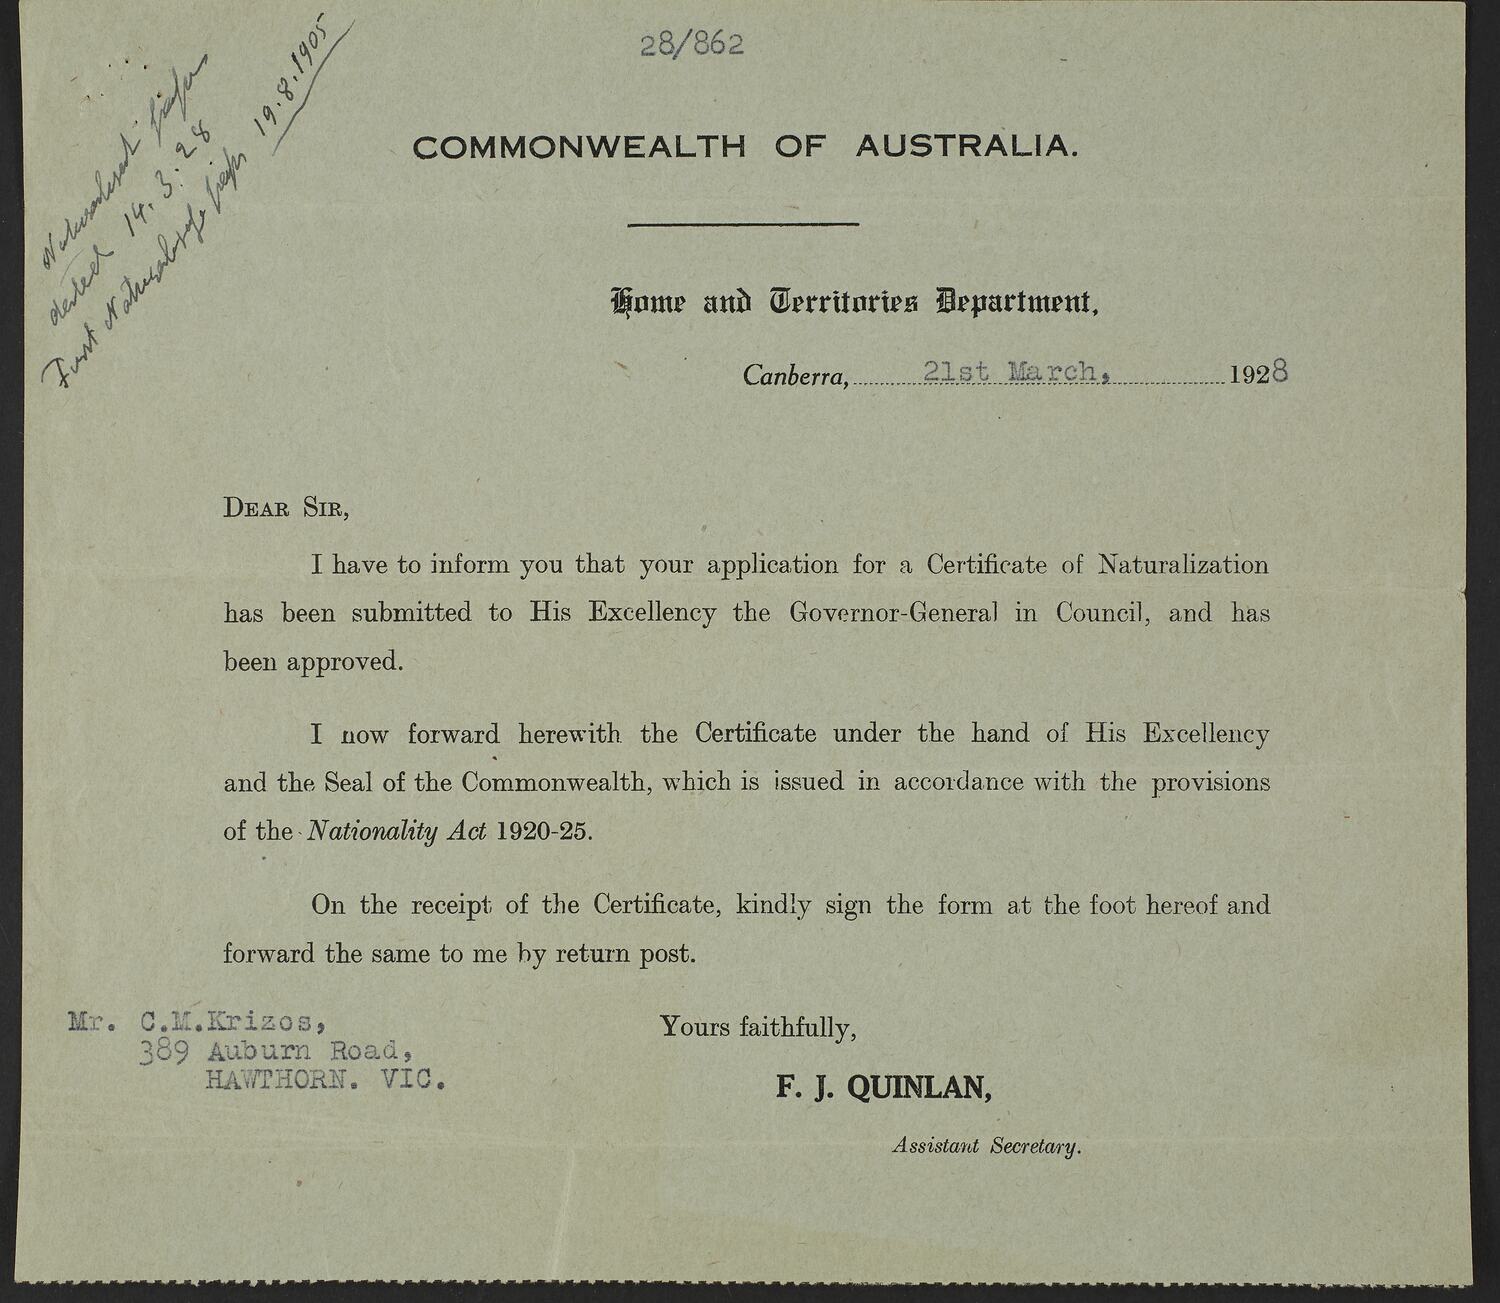 28/862
Naturalisat paper
dated 14.3.28
First Naturalizage paper 19.8.1905
COMMONWEALTH OF AUSTRALIA.
Home and Territories Department,
Canberra, 21st March, 1928
DEAR SIR,
I have to inform you that your application for a Certificate of Naturalization
has been submitted to His Excellency the Governor-General in Council, and has
been approved.
I now forward herewith the Certificate under the hand of His Excellency
and the Seal of the Commonwealth, which is issued in accordance with the provisions
of the Nationality Act 1920-25.
On the receipt of the Certificate, kindly sign the form at the foot hereof and
forward the same to me by return post.
Mr. C.M.Krizos,
389 Auburn Road,
HAWTHORN. VIC.
Yours faithfully,
F. J. QUINLAN,
Assistant Secretary.